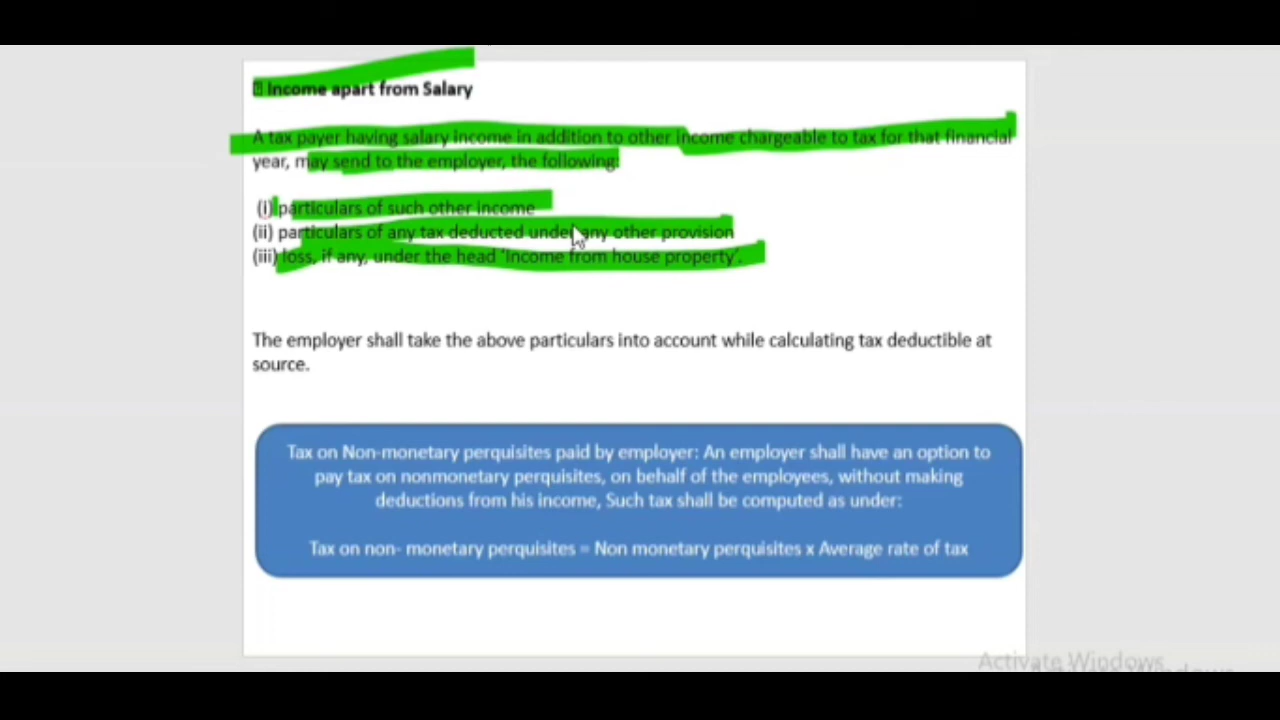 Income apart from Salary
A tax payer having salary income in addition to other income chargeable to tax for that financial
year, may send to the employer, the following:
(i) particulars of such other income
(ii) particulars of any tax deducted under any other provision
(iii) loss, if any, under the head ‘Income from house property’.
The employer shall take the above particulars into account while calculating tax deductible at
source.
Tax on Non-monetary perquisites paid by employer: An employer shall have an option to
pay tax on nonmonetary perquisites, on behalf of the employees, without making
deductions from his income, Such tax shall be computed as under:
Tax on non- monetary perquisites = Non monetary perquisites x Average rate of tax
Activate Windows